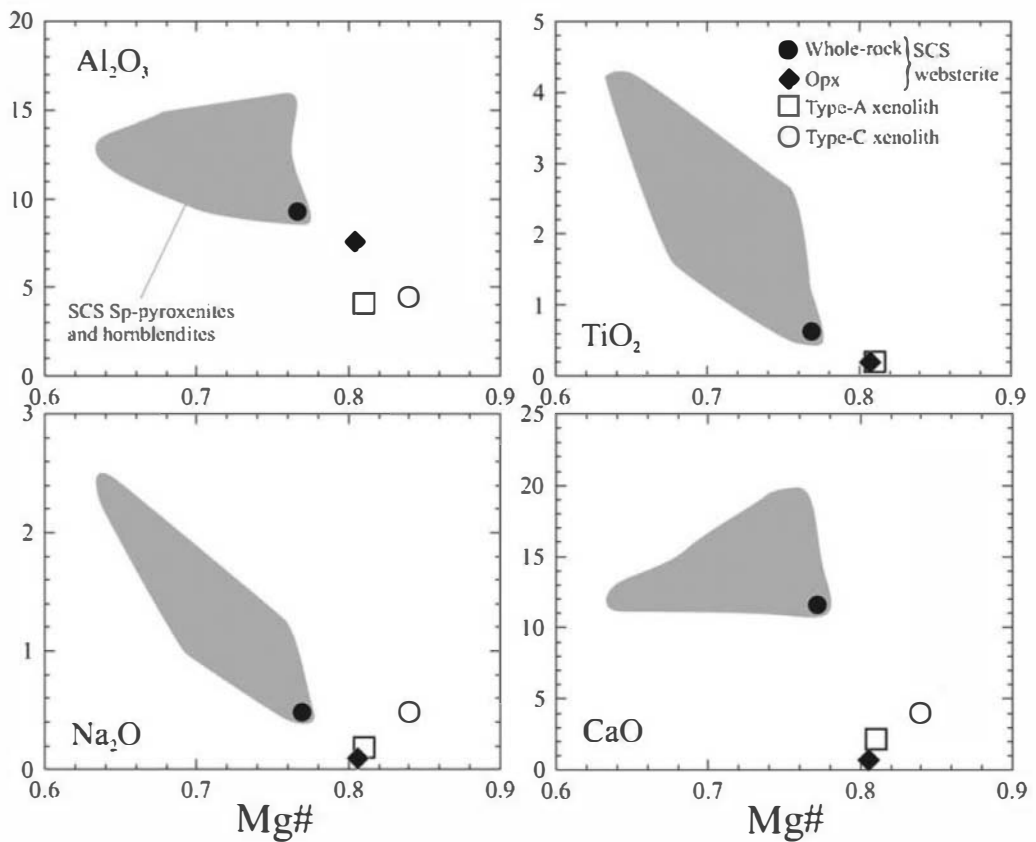 20
15
10
5
0
Al₂O₃
SCS Sp-pyroxenites
and hornblendites
0.6 0.7 0.8 0.9
5
4
3
2
1
0
Whole-rock
Opx
SCS
websterite
Type-A xenolith
Type-C xenolith
TiO₂
0.6 0.7 0.8 0.9
3
2
1
0
Na₂O
0.6 0.7 0.8 0.9
Mg#
25
20
15
10
5
0
CaO
0.6 0.7 0.8 0.9
Mg#